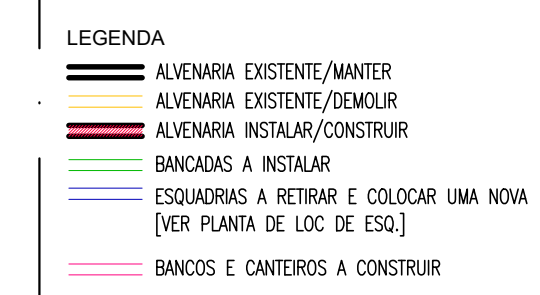 LEGENDA
ALVENARIA EXISTENTE/MANTER
ALVENARIA EXISTENTE/DEMOLIR
ALVENARIA INSTALAR/CONSTRUIR
BANCADAS A INSTALAR
ESQUADRIAS A RETIRAR E COLOCAR UMA NOVA
[VER PLANTA DE LOC DE ESQ.]
BANCOS E CANTEIROS A CONSTRUIR